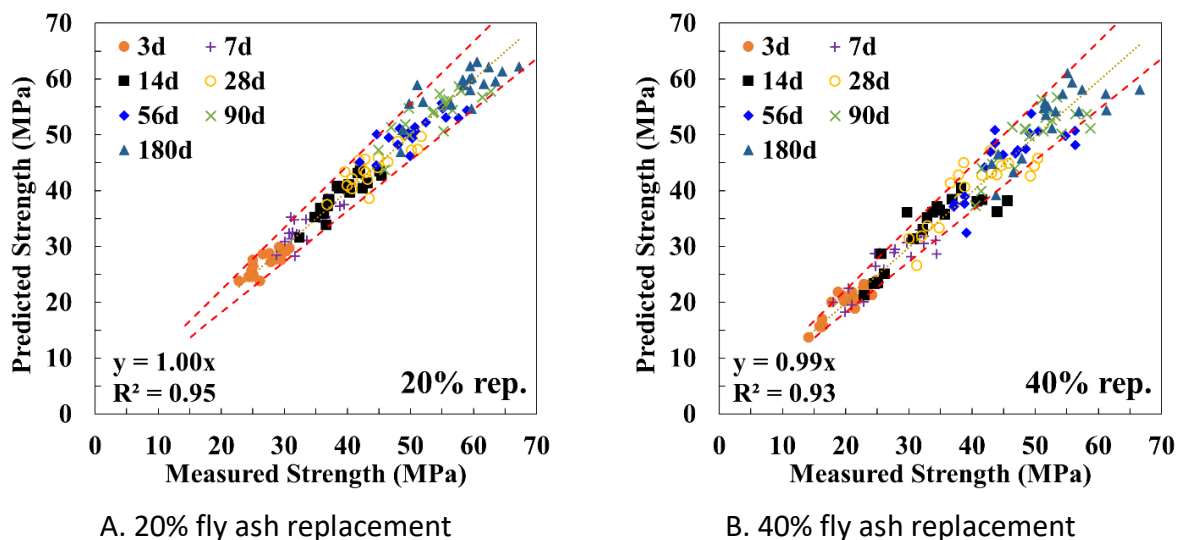 70
60
50
40
30
20
10
0
Predicted Strength (MPa)
3d 7d
14d 28d
56d 90d
180d
y = 1.00x
R² = 0.95
20% rep.
0 10 20 30 40 50 60 70
Measured Strength (MPa)
A. 20% fly ash replacement
70
60
50
40
30
20
10
0
Predicted Strength (MPa)
3d 7d
14d 28d
56d 90d
180d
y = 0.99x
R² = 0.93
40% rep.
0 10 20 30 40 50 60 70
Measured Strength (MPa)
B. 40% fly ash replacement